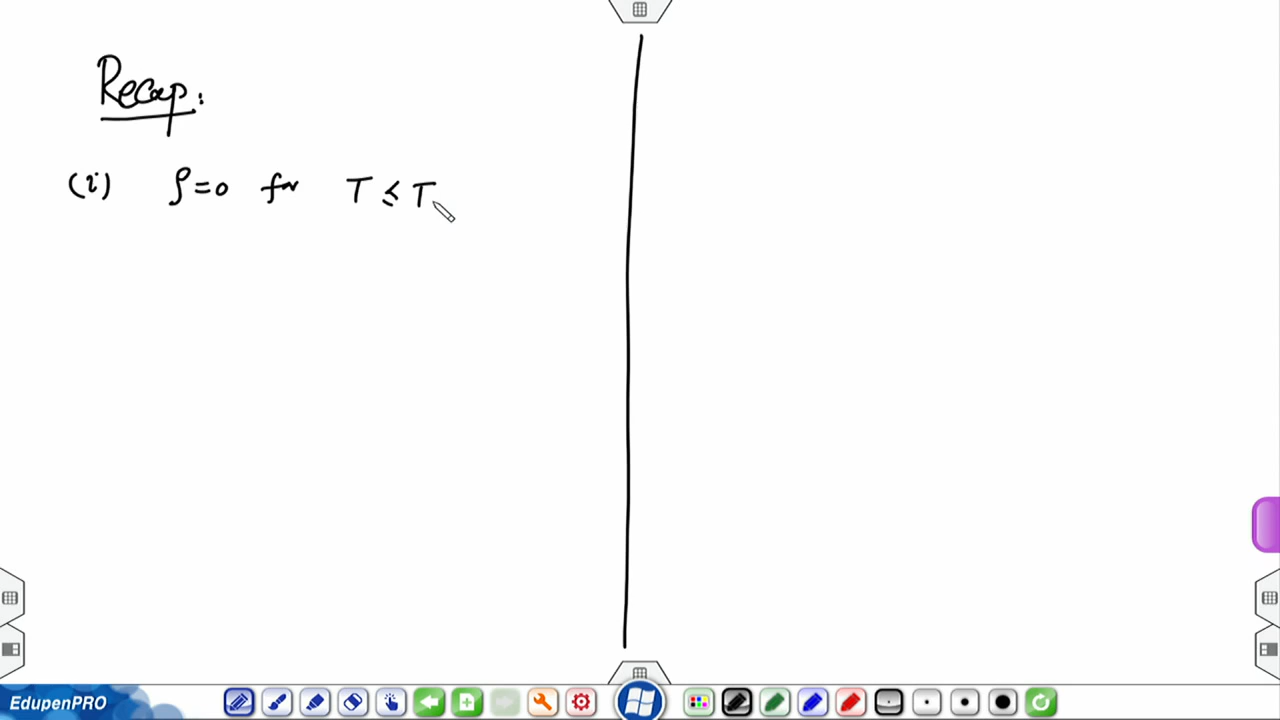 Recap:
(i) ρ=0 for T ≤ T
EdupenPRO